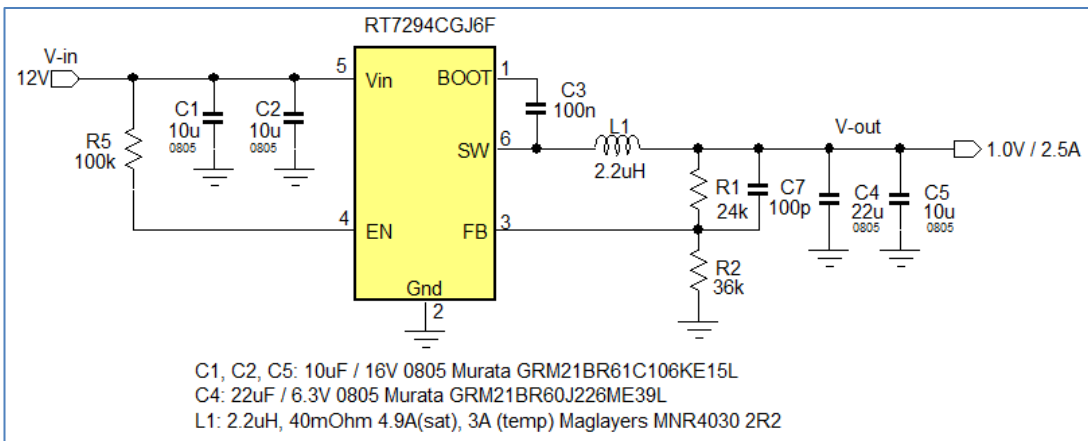 RT7294CGJ6F
V-in
12V
5
Vin
BOOT
1
C1
10u
0805
C2
10u
0805
C3
100n
R5
100k
SW
6
L1
2.2uH
V-out
1.0V / 2.5A
R1
24k
C7
100p
C4
22u
0805
C5
10u
0805
4
EN
FB
3
R2
36k
Gnd
2
C1, C2, C5: 10uF / 16V 0805 Murata GRM21BR61C106KE15L
C4: 22uF / 6.3V 0805 Murata GRM21BR60J226ME39L
L1: 2.2uH, 40mOhm 4.9A(sat), 3A (temp) Maglayers MNR4030 2R2